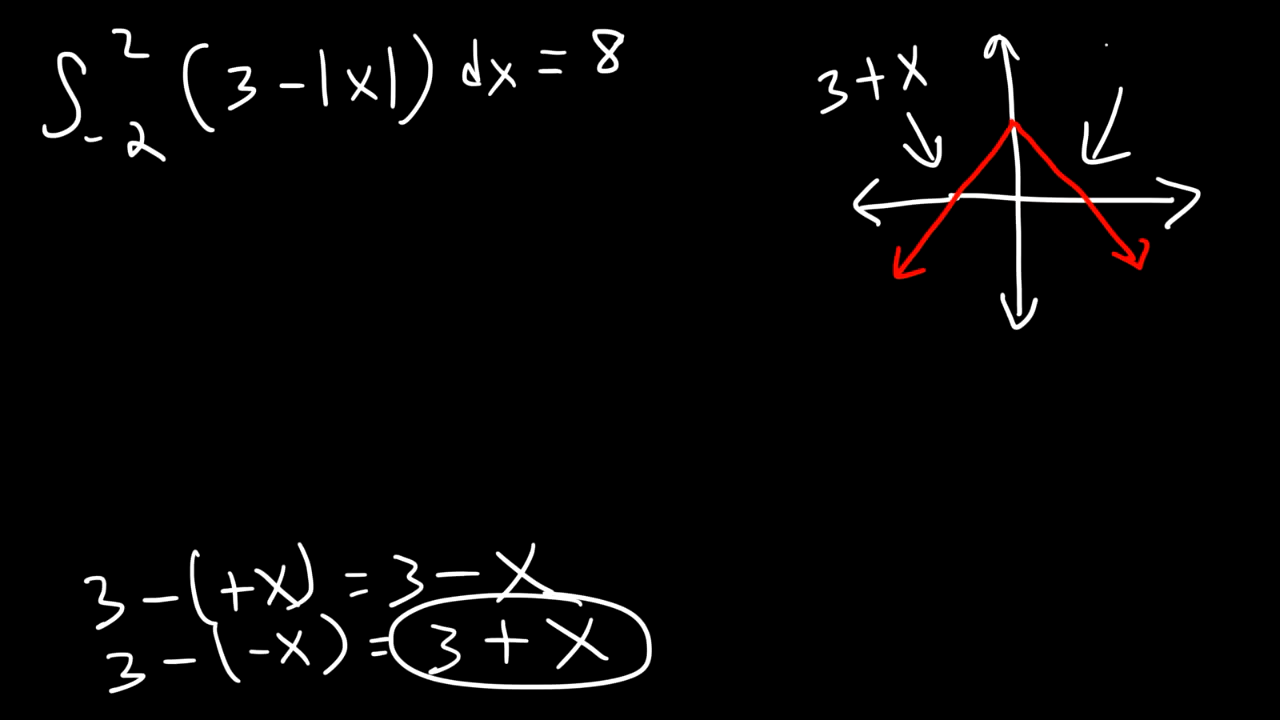 ∫_{-2}^{2} (3 - |x|) dx = 8
3 + x
3 - (+x) = 3 - x
3 - (-x) = 3 + x